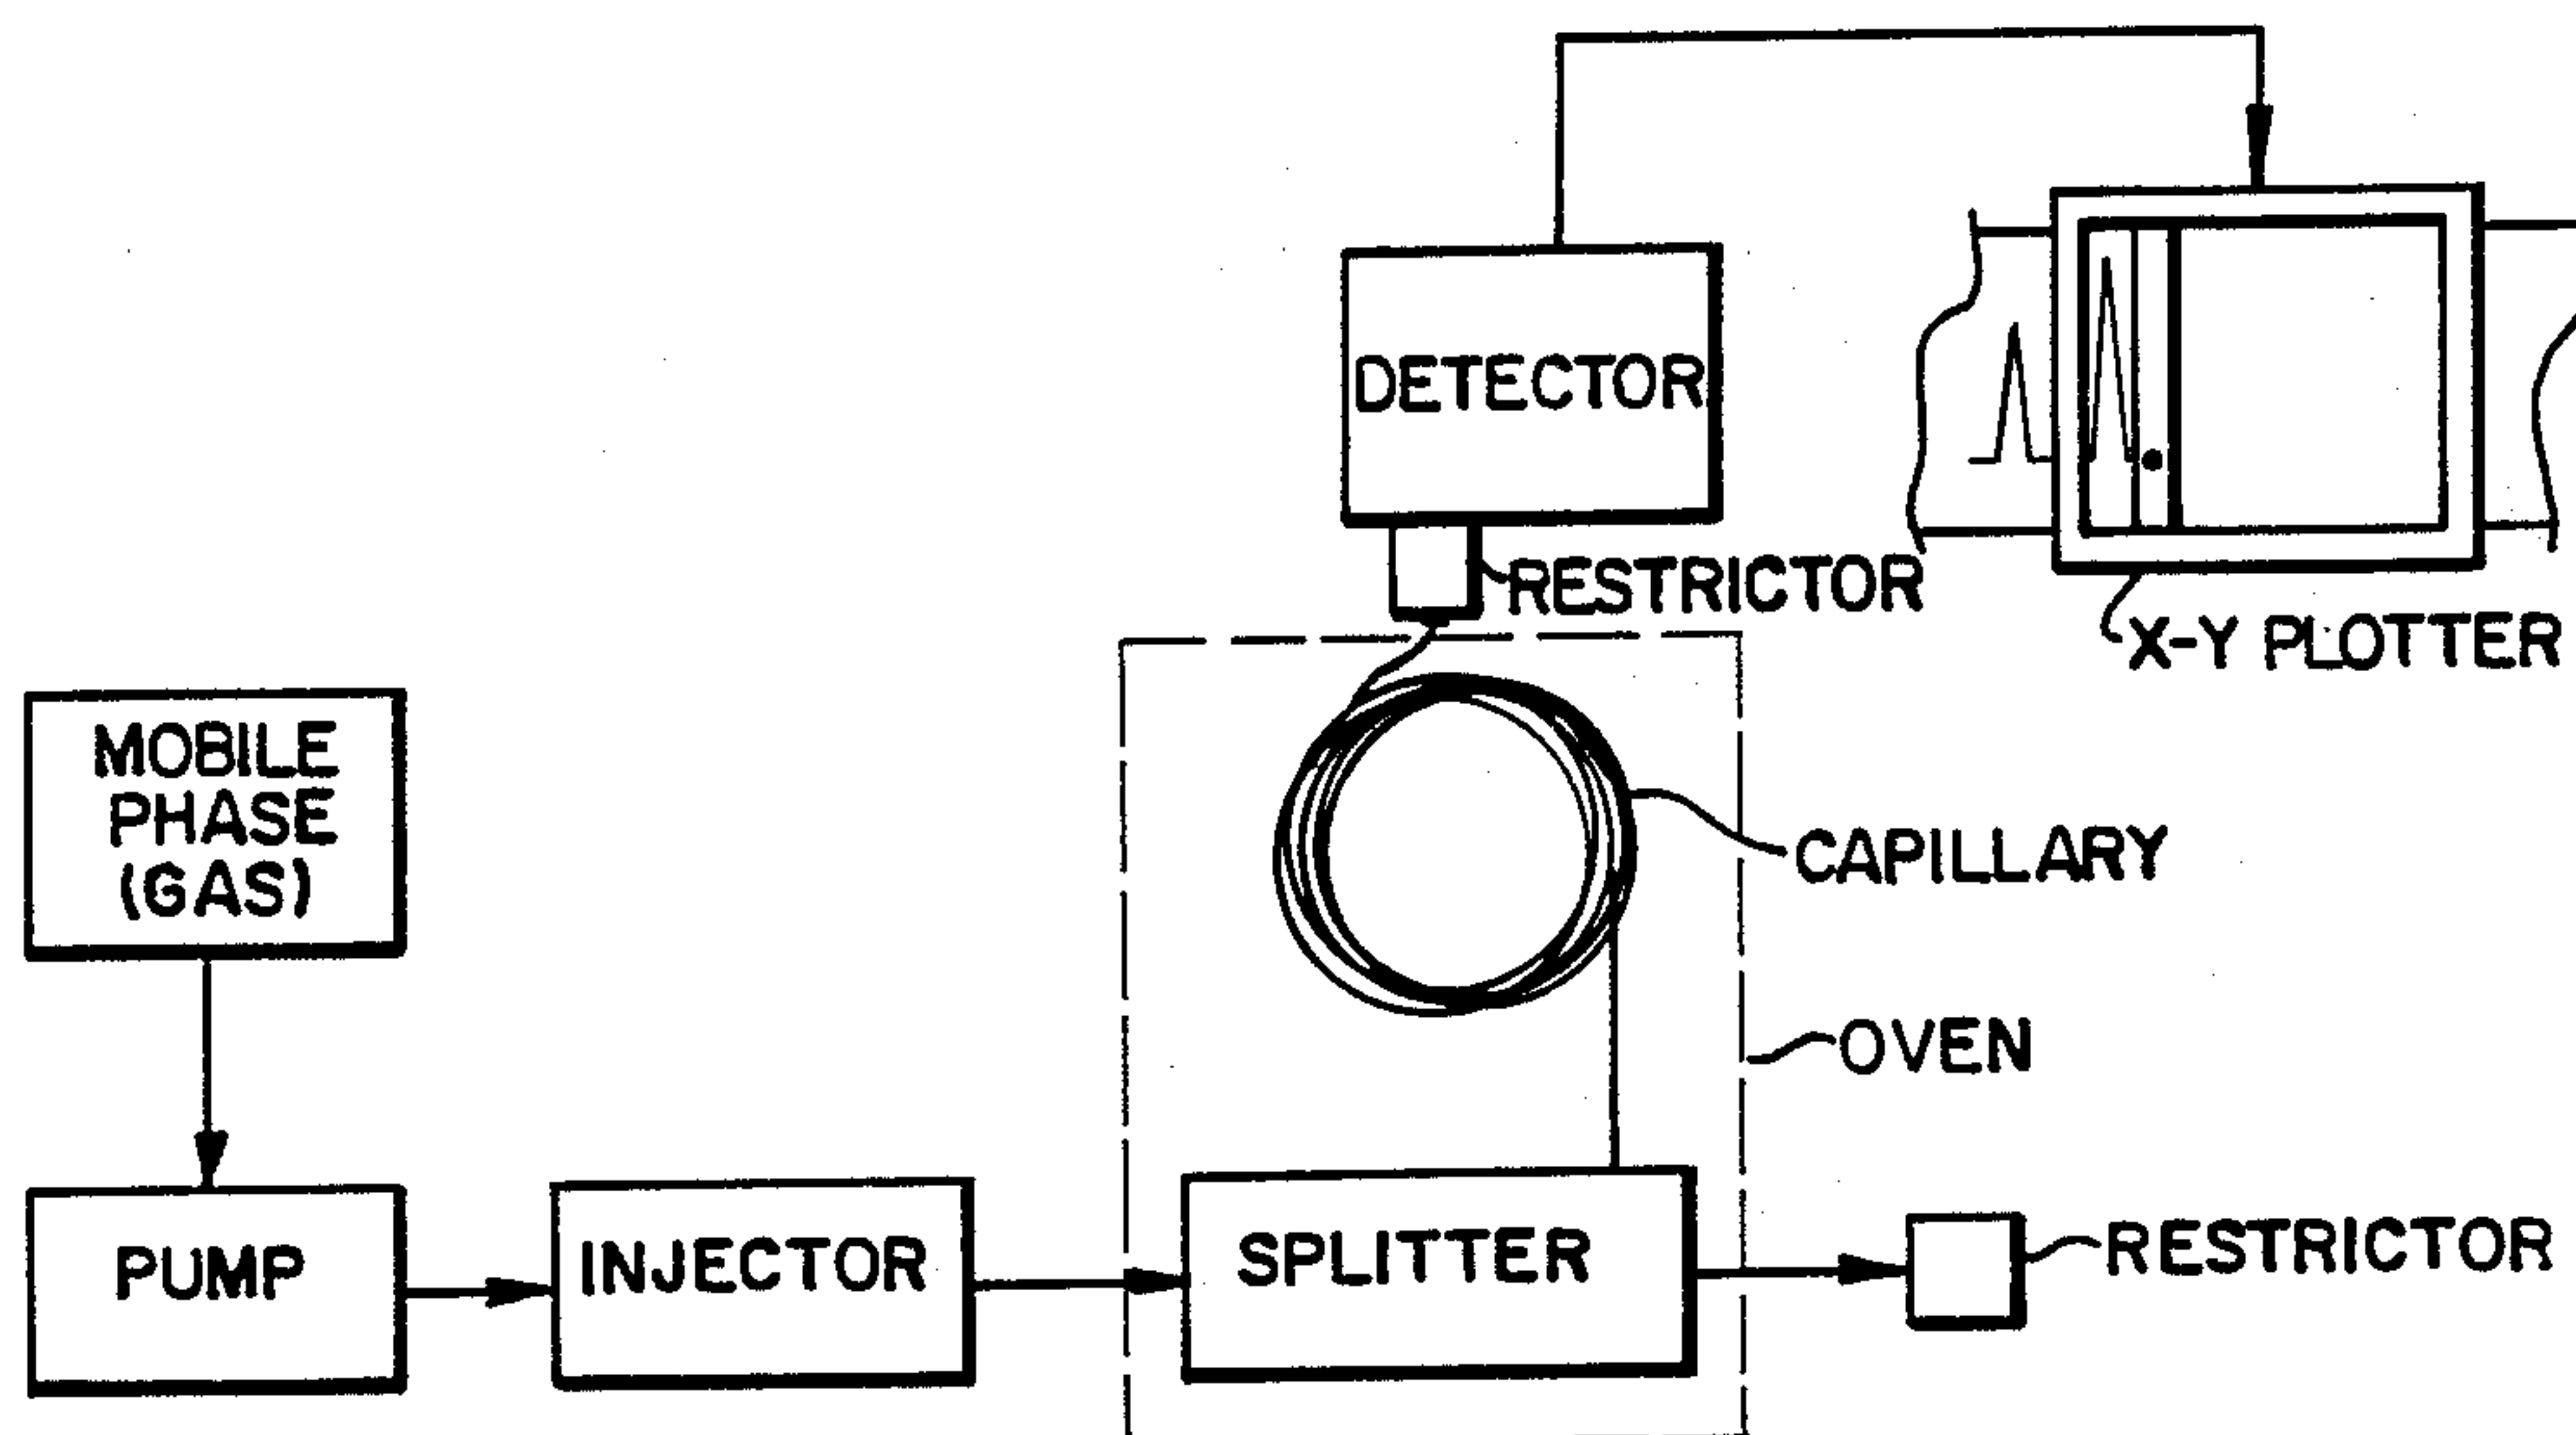 DETECTOR
RESTRICTOR
X-Y PLOTTER
MOBILE
PHASE
(GAS)
CAPILLARY
OVEN
PUMP
INJECTOR
SPLITTER
RESTRICTOR